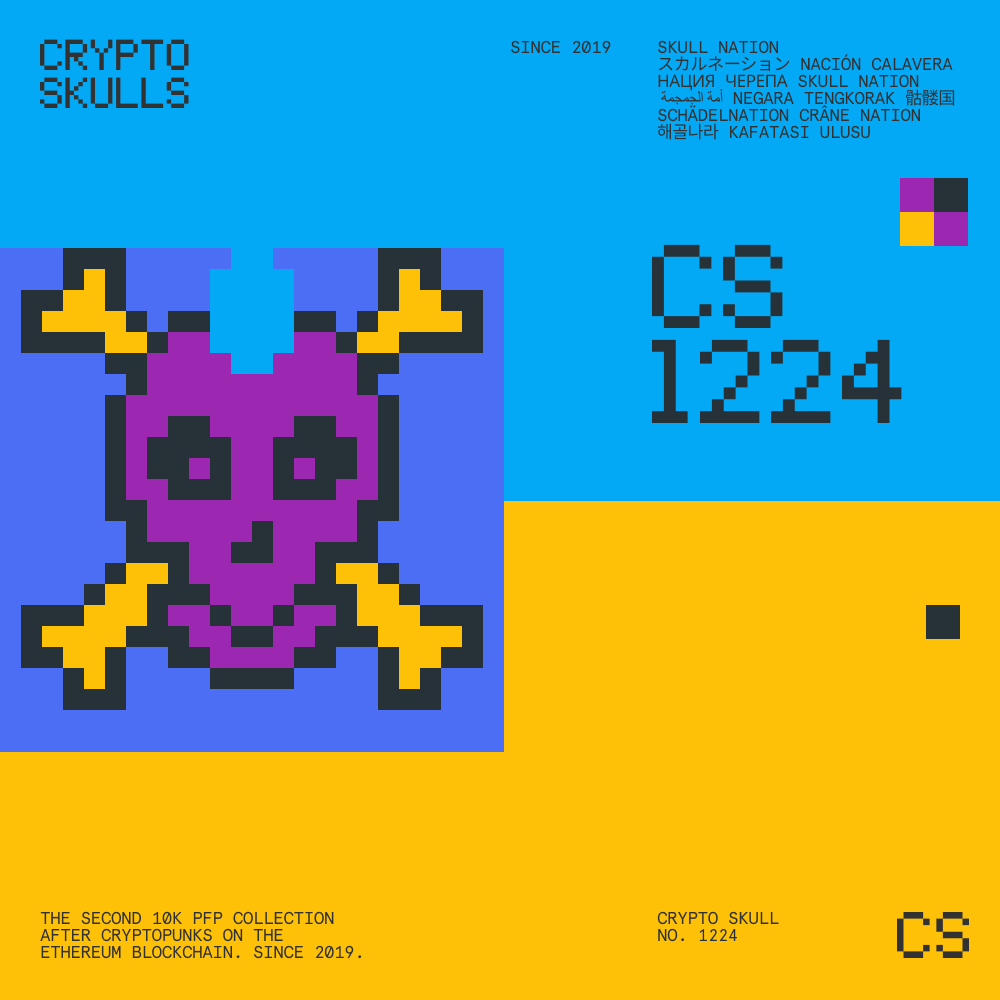 CRYPTO
SKULLS
SINCE 2019
SKULL NATION
スカルネーション NACIÓN CALAVERA
НАЦИЯ ЧЕРЕПА SKULL NATION
أمة الجمجمة NEGARA TENGKORAK 骷髅国
SCHÄDELNATION CRÂNE NATION
해골나라 KAFATASI ULUSU
CS
1224
THE SECOND 10K PFP COLLECTION
AFTER CRYPTOPUNKS ON THE
ETHEREUM BLOCKCHAIN. SINCE 2019.
CRYPTO SKULL
NO. 1224
CS